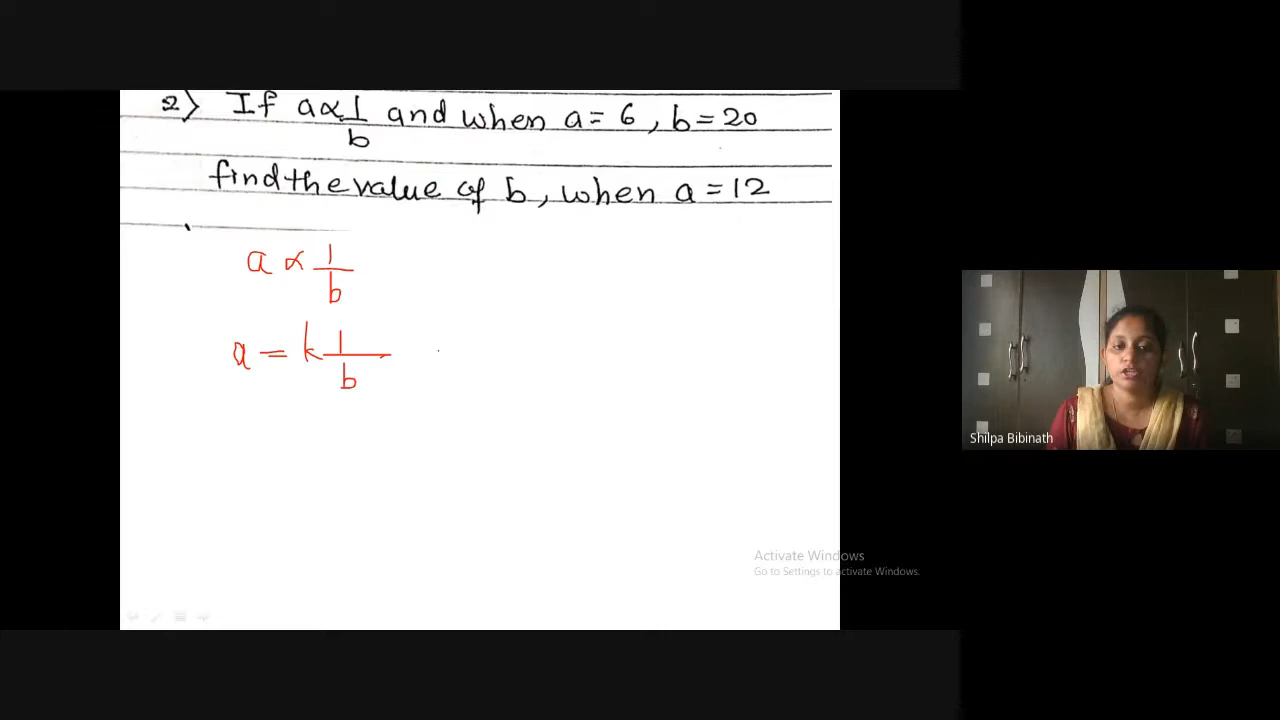 2) If a ∝ 1/b and when a = 6, b = 20
find the value of b, when a = 12
a ∝ 1/b
a = k 1/b
Shilpa Bibinath
Activate Windows
Go to Settings to activate Windows.